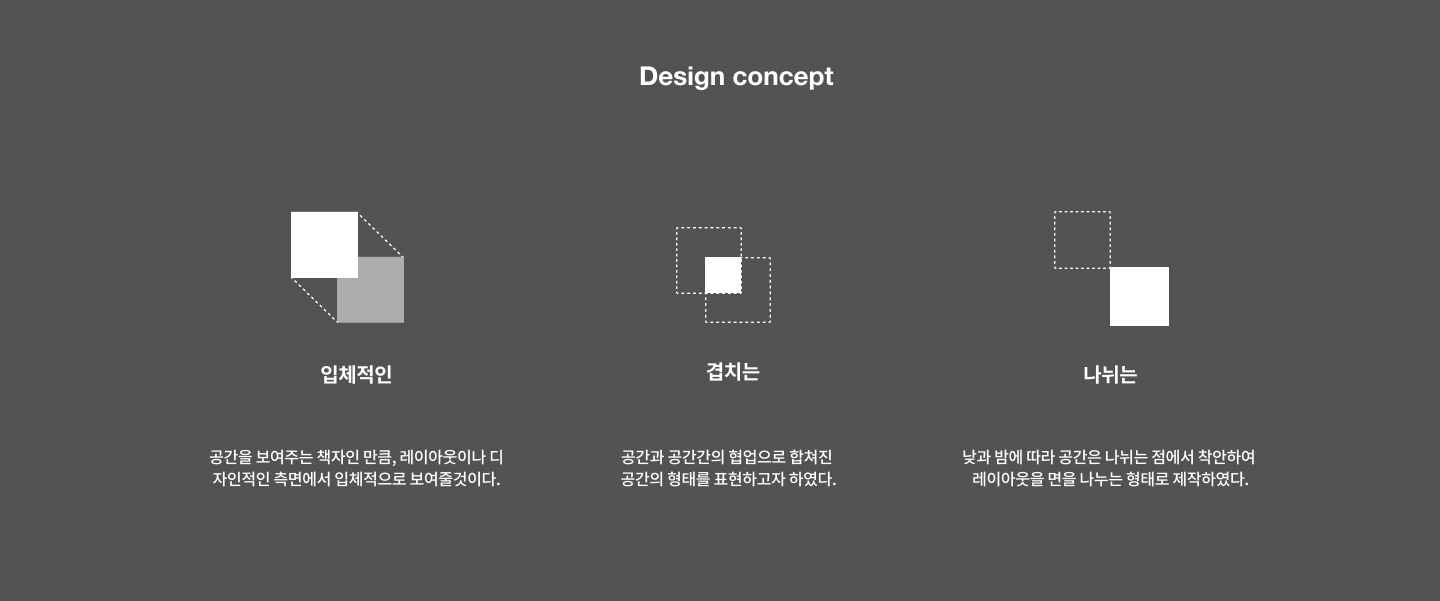 Design concept
입체적인
겹치는
나뉘는
공간을 보여주는 책자인 만큼, 레이아웃이나 디
자인적인 측면에서 입체적으로 보여줄것이다.
공간과 공간간의 협업으로 합쳐진
공간의 형태를 표현하고자 하였다.
낮과 밤에 따라 공간은 나뉘는 점에서 착안하여
레이아웃을 면을 나누는 형태로 제작하였다.